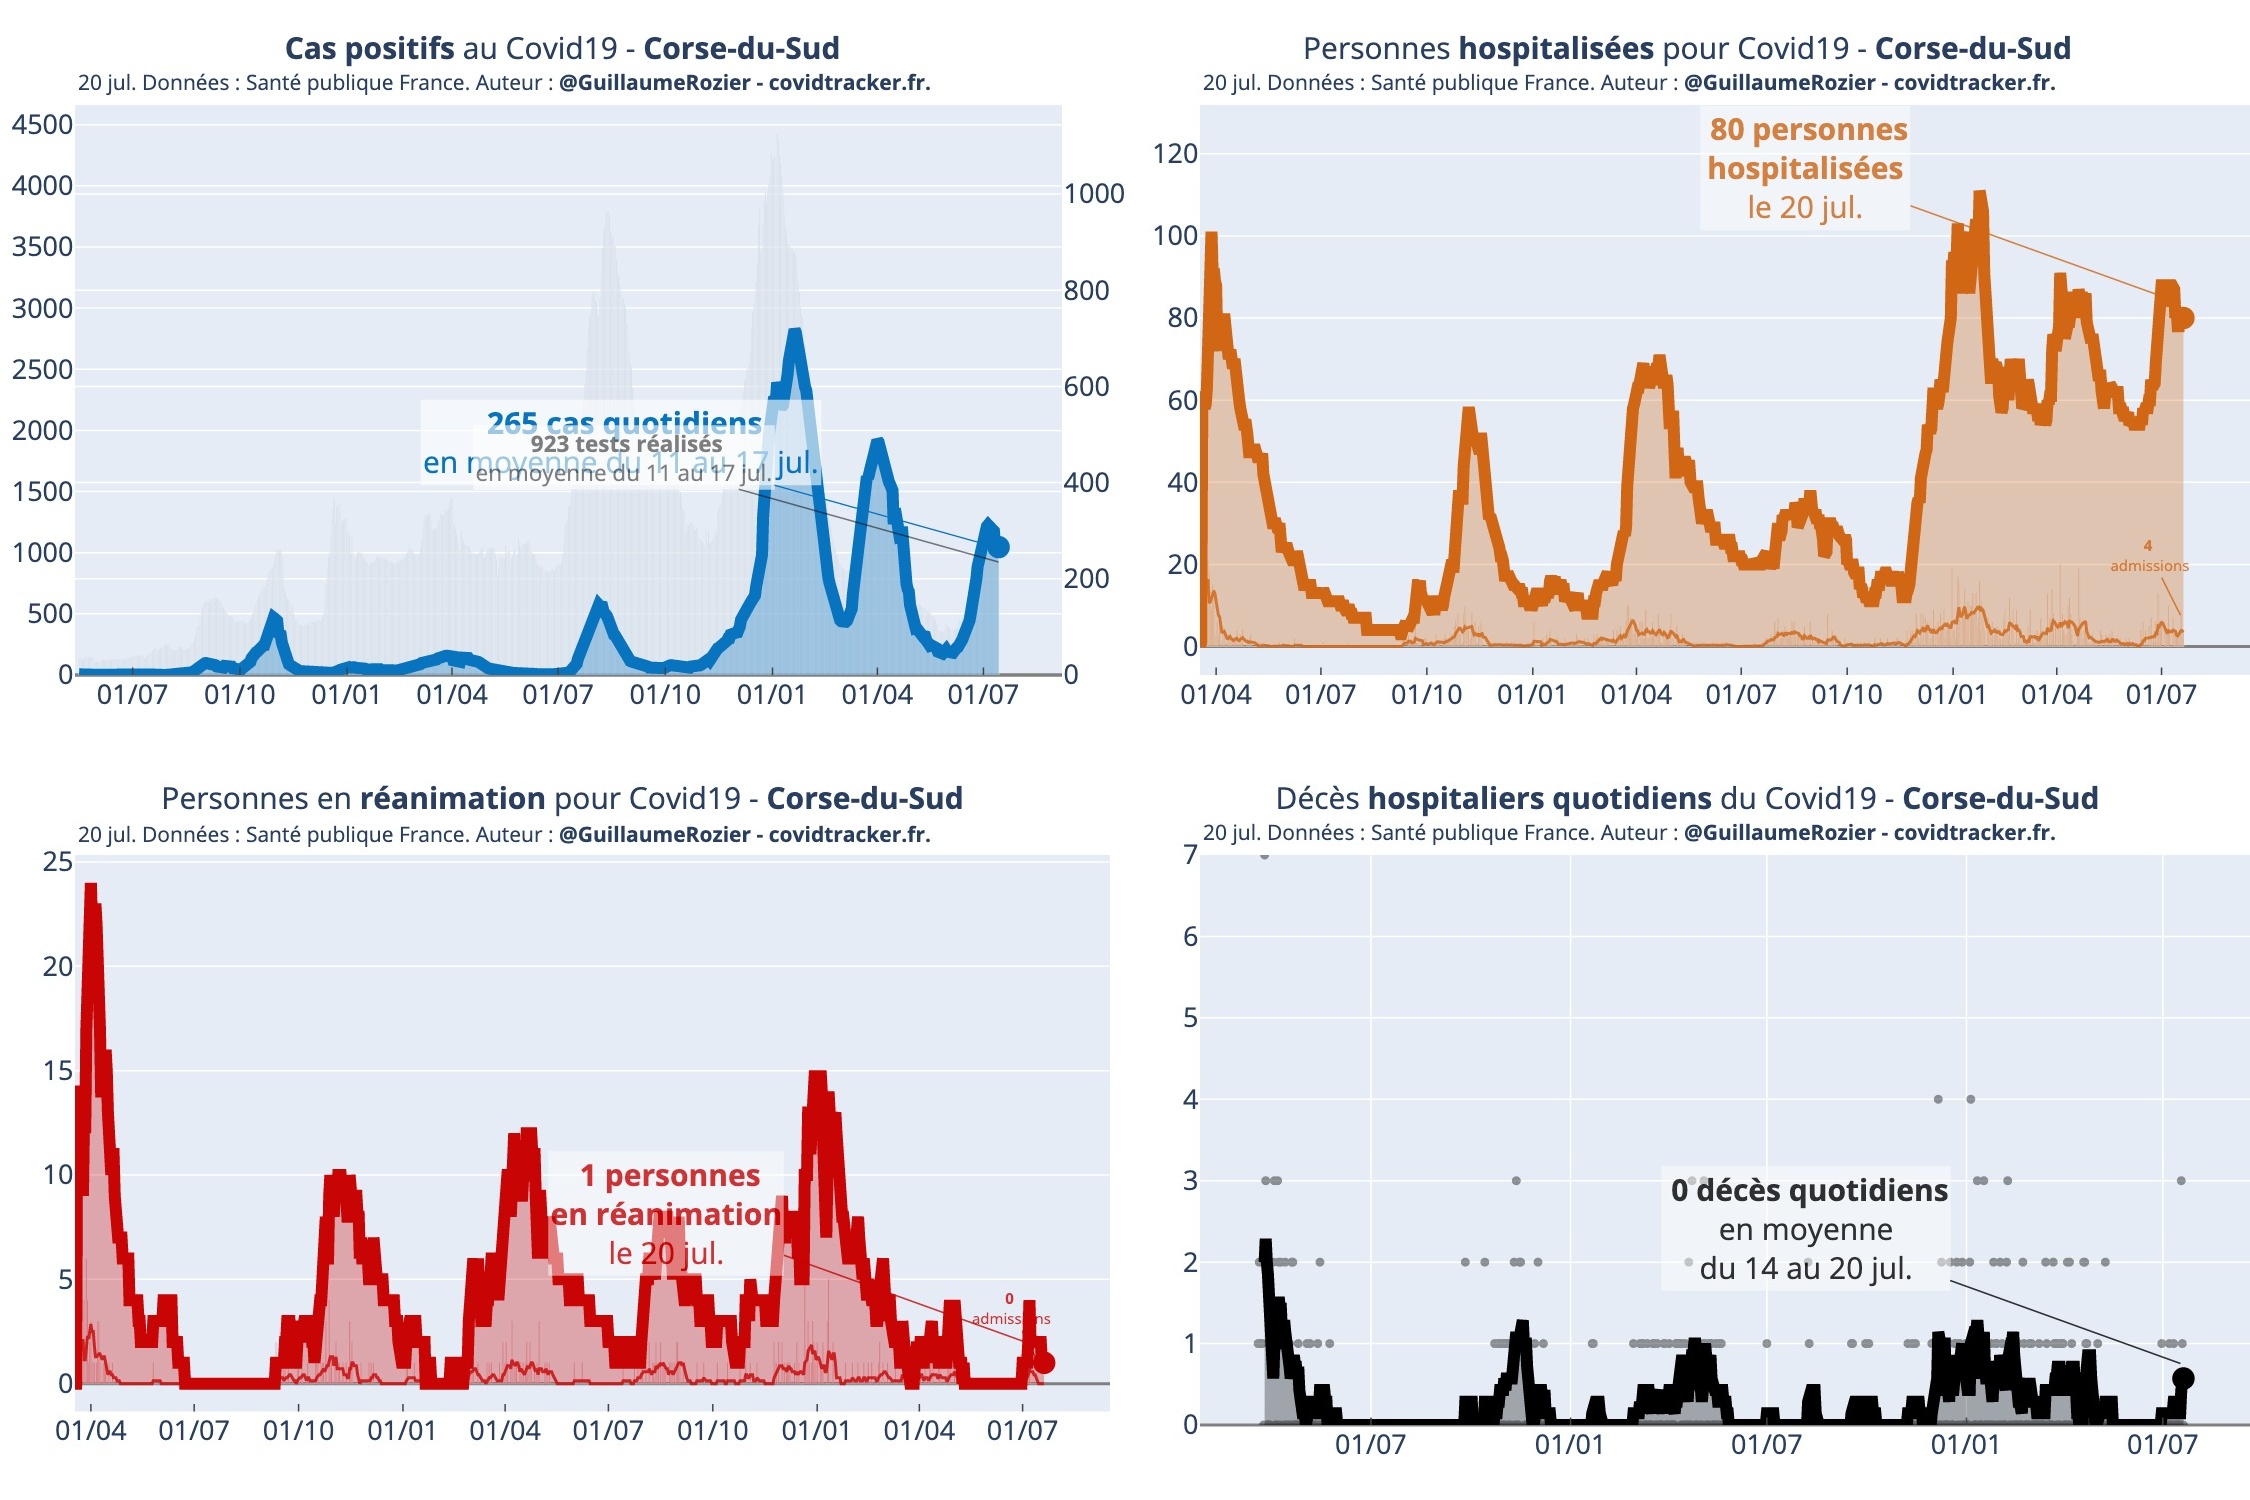 Cas positifs au Covid19 - Corse-du-Sud
20 jul. Données : Santé publique France. Auteur : @GuillaumeRozier - covidtracker.fr.
4500
4000
3500
3000
2500
2000
1500
1000
500
0
1000
800
600
400
200
0
265 cas quotidiens
en moyenne du 11 au 17 jul.
923 tests réalisés
en moyenne du 11 au 17 jul.
01/07 01/10 01/01 01/04 01/07 01/10 01/01 01/04 01/07
Personnes hospitalisées pour Covid19 - Corse-du-Sud
20 jul. Données : Santé publique France. Auteur : @GuillaumeRozier - covidtracker.fr.
120
100
80
60
40
20
0
80 personnes
hospitalisées
le 20 jul.
4
admissions
01/04 01/07 01/10 01/01 01/04 01/07 01/10 01/01 01/04 01/07
Personnes en réanimation pour Covid19 - Corse-du-Sud
20 jul. Données : Santé publique France. Auteur : @GuillaumeRozier - covidtracker.fr.
25
20
15
10
5
0
1 personnes
en réanimation
le 20 jul.
0
admissions
01/04 01/07 01/10 01/01 01/04 01/07 01/10 01/01 01/04 01/07
Décès hospitaliers quotidiens du Covid19 - Corse-du-Sud
20 jul. Données : Santé publique France. Auteur : @GuillaumeRozier - covidtracker.fr.
7
6
5
4
3
2
1
0
0 décès quotidiens
en moyenne
du 14 au 20 jul.
01/07 01/01 01/07 01/01 01/07